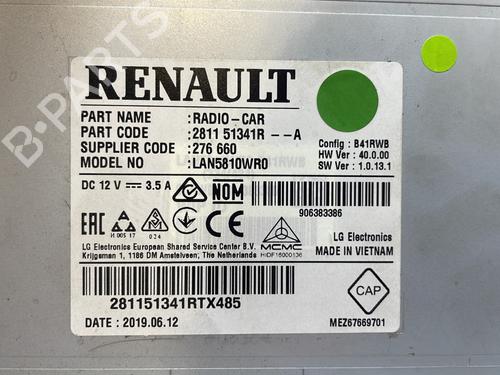 RENAULT
PART NAME :RADIO-CAR
PART CODE :2811 51341R --A
SUPPLIER CODE :276 660
MODEL NO :LAN5810WR0
Config : B41RWB
HW Ver : 40.0.00
SW Ver : 1.0.13.1
DC 12 V 3.5 A
NOM
906383386
EAC
024
MCMC
HIDF16000136
LG Electronics European Shared Service Center B.V.
Krijgsman 1, 1186 DM Amstelveen, The Netherlands
LG Electronics
MADE IN VIETNAM
281151341RTX485
DATE : 2019.06.12
CAP
MEZ67669701
B-PARTS